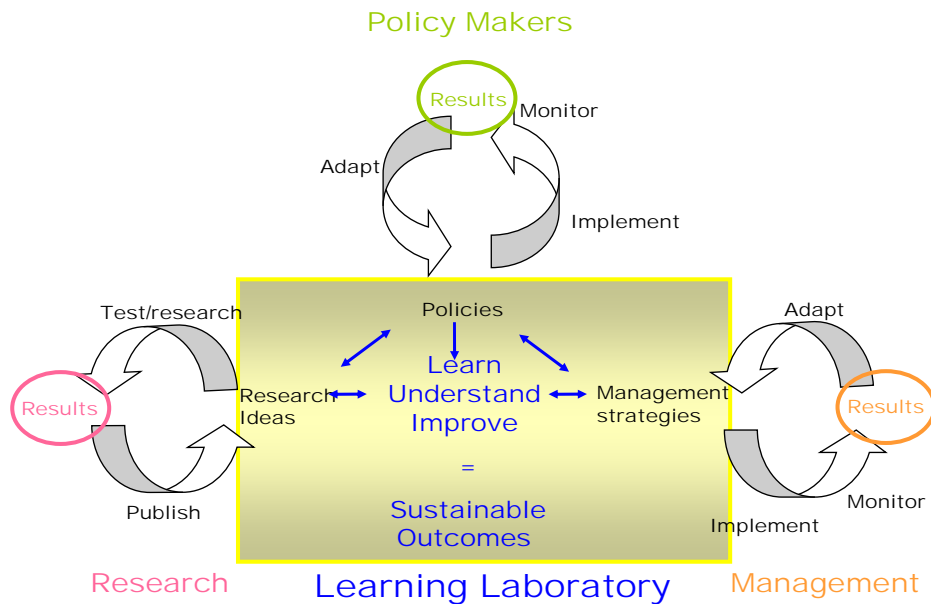 Policy Makers
Results
Monitor
Adapt
Implement
Test/research
Policies
Adapt
Results
Research
Ideas
Learn
Understand
Improve
Management
strategies
Results
=
Publish
Sustainable
Outcomes
Implement
Monitor
Research
Learning Laboratory
Management